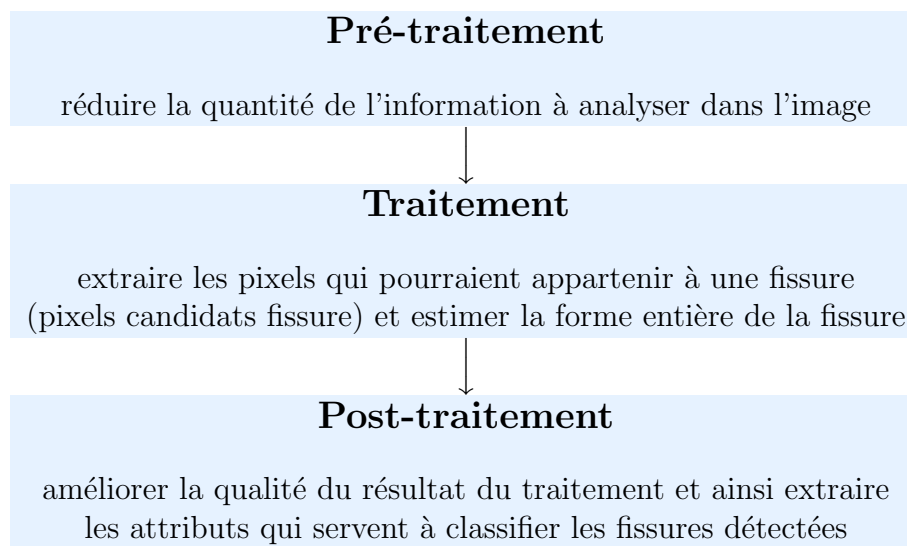 Pré-traitement
réduire la quantité de l'information à analyser dans l'image
Traitement
extraire les pixels qui pourraient appartenir à une fissure
(pixels candidats fissure) et estimer la forme entière de la fissure
Post-traitement
améliorer la qualité du résultat du traitement et ainsi extraire
les attributs qui servent à classifier les fissures détectées